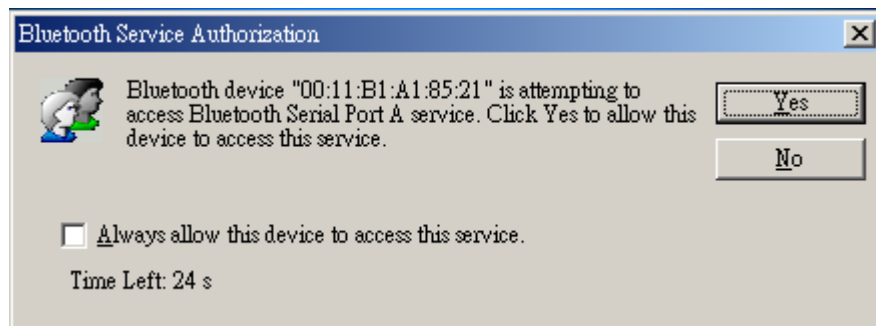 Bluetooth Service Authorization
Bluetooth device "00:11:B1:A1:85:21" is attempting to
access Bluetooth Serial Port A service. Click Yes to allow this
device to access this service.
Yes
No
Always allow this device to access this service.
Time Left: 24 s